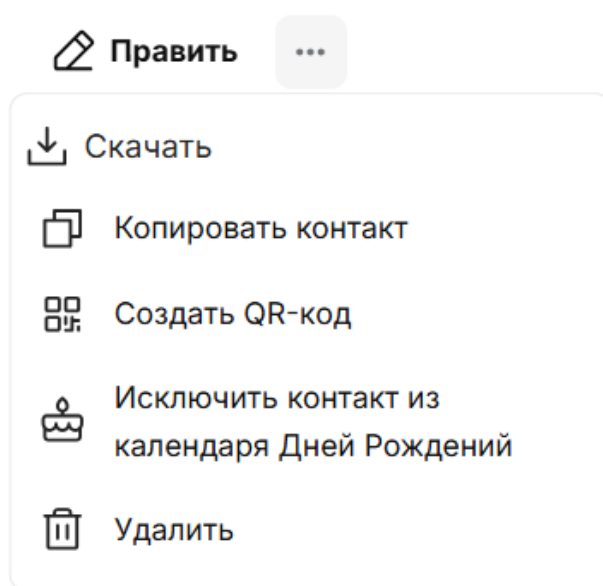 Править
Скачать
Копировать контакт
Создать QR-код
Исключить контакт из
календаря Дней Рождений
Удалить